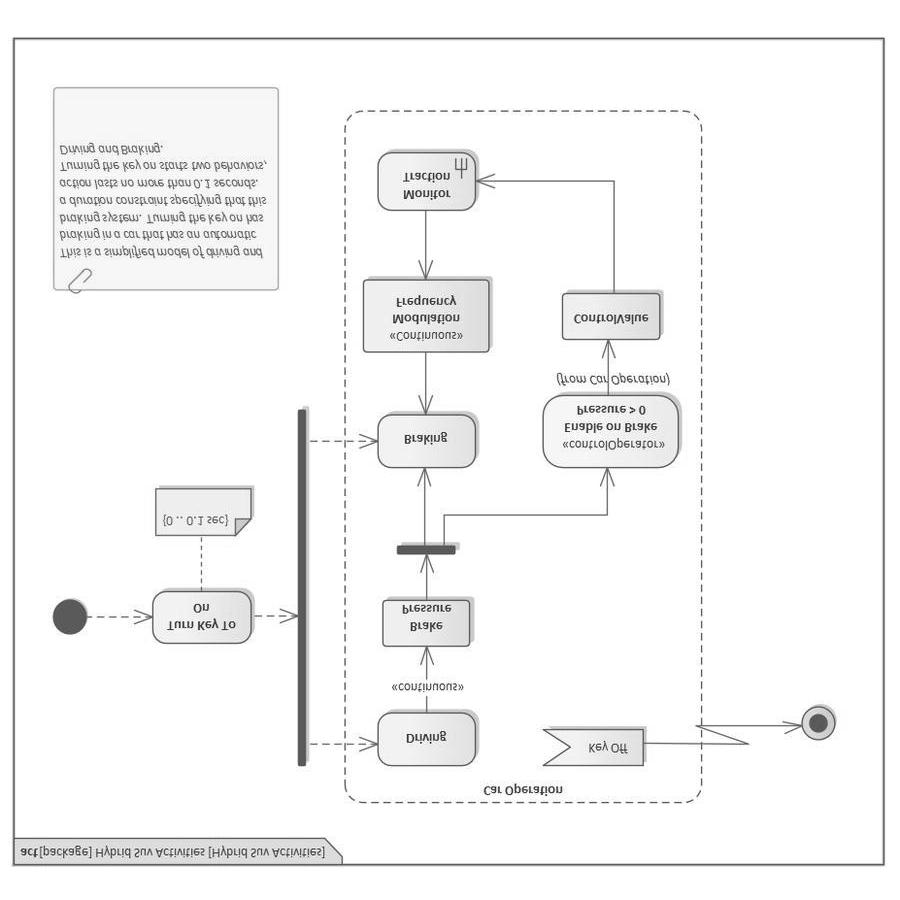 act [package] Hybrid Suv Activities [Hybrid Suv Activities]
Car Operation
Driving
Key Off
«continuous»
Brake
Pressure
Turn Key To
On
{0 .. 0.1 sec}
Braking
«controlOperator»
Enable on Brake
Pressure > 0
(from Car Operation)
«Continuous»
Modulation
Frequency
ControlValue
Monitor
Traction
This is a simplified model of driving and
braking in a car that has an automatic
braking system. Turning the key on has
a duration constraint specifying that this
action lasts no more than 0.1 seconds.
Turning the key on starts two behaviors,
Driving and Braking.